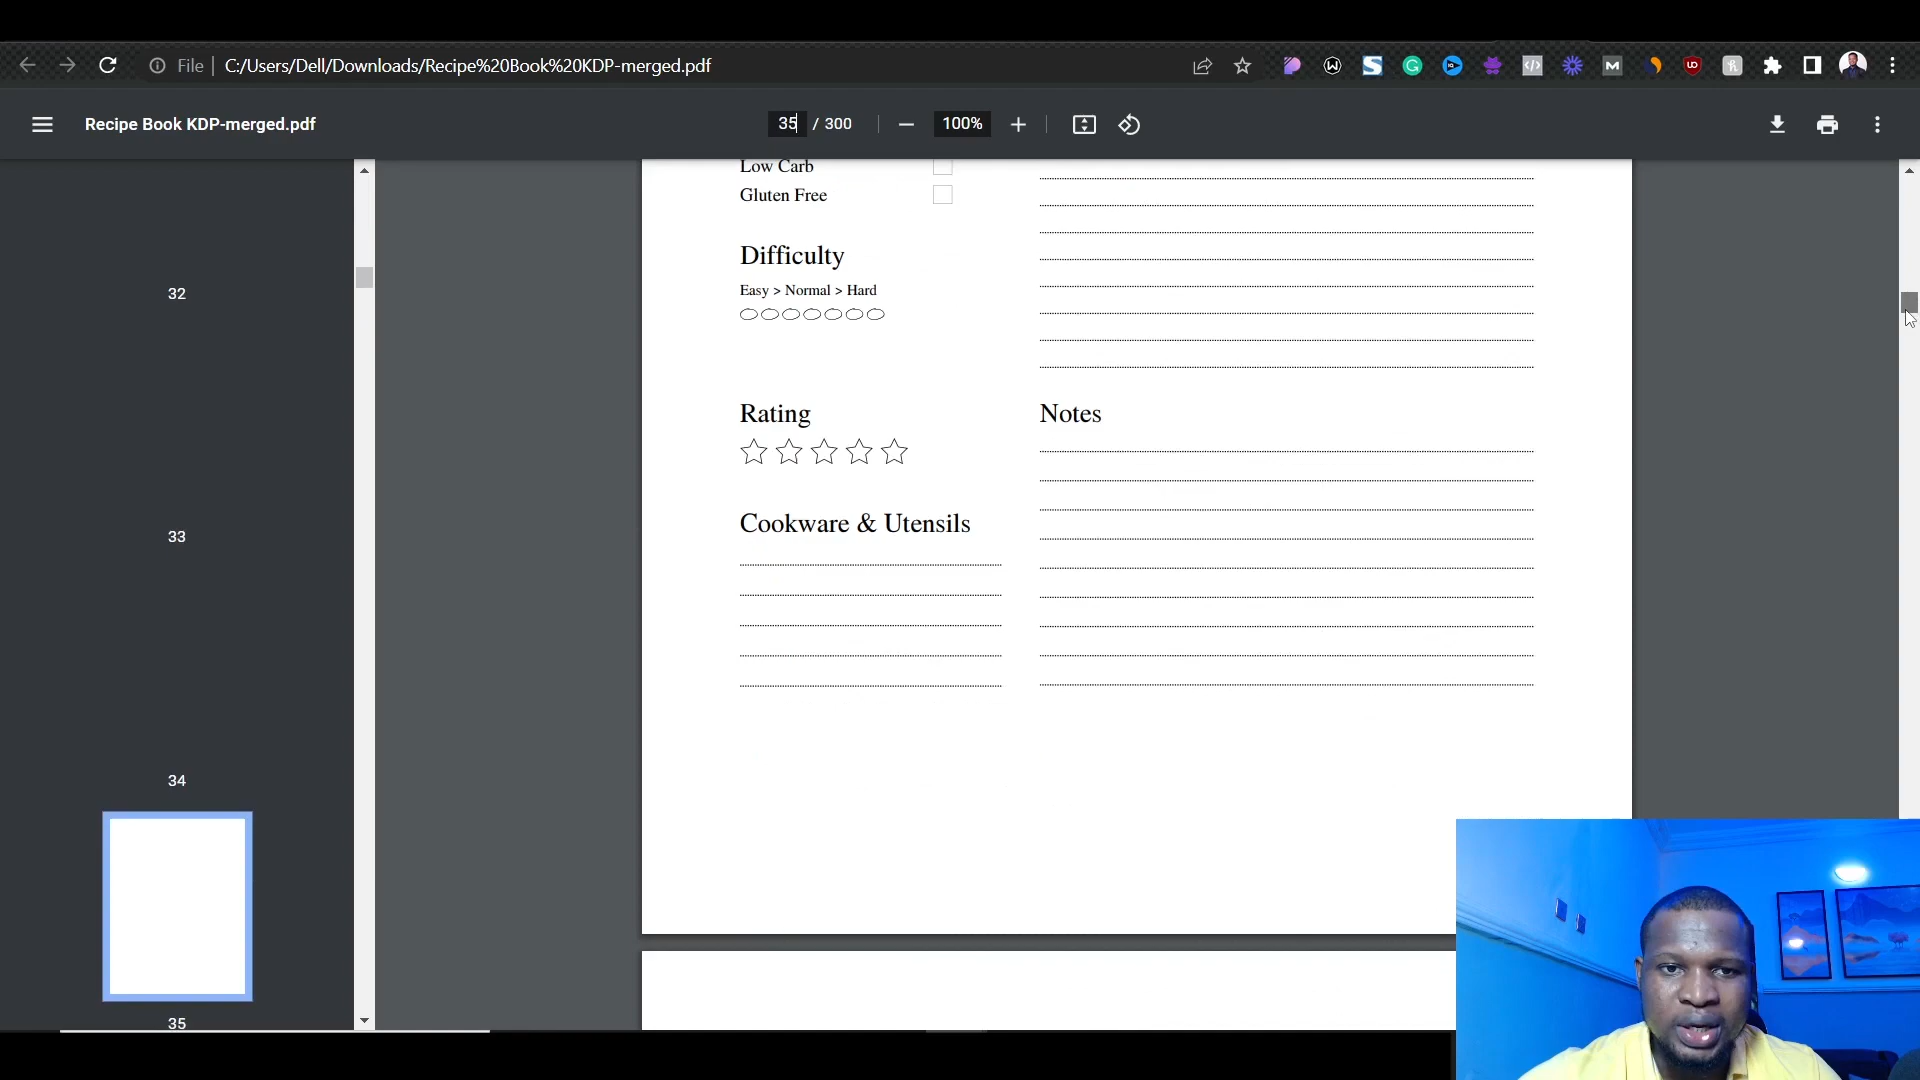 File | C:/Users/Dell/Downloads/Recipe%20Book%20KDP-merged.pdf
Recipe Book KDP-merged.pdf
35 / 300
100%
Low Carb
Gluten Free
Difficulty
Easy > Normal > Hard
Rating
Notes
Cookware & Utensils
32
33
34
35